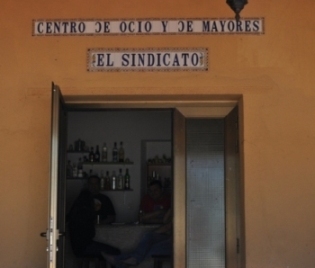 CENTRO DE OCIO Y DE MAYORES
EL SINDICATO